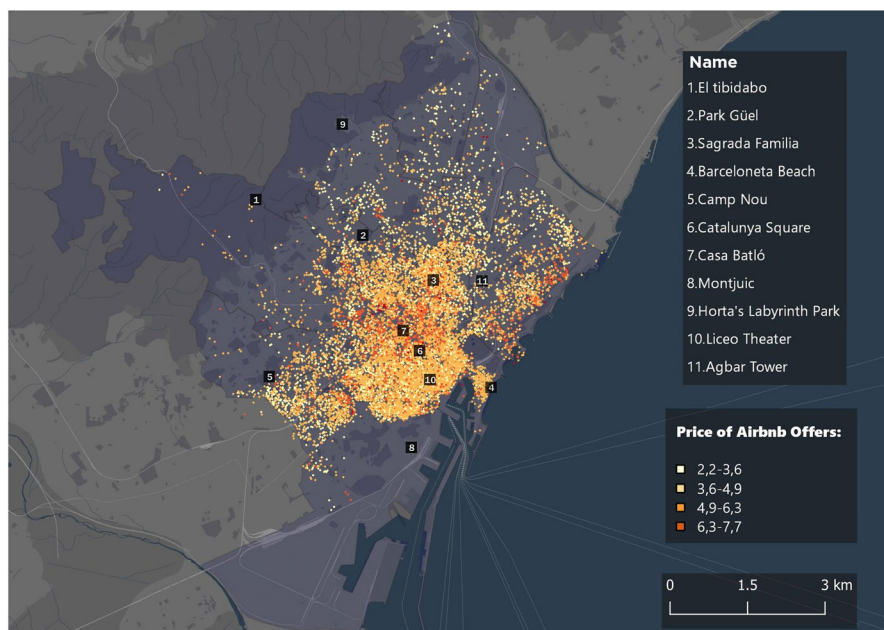 Name
1.El tibidabo
2.Park Güel
3.Sagrada Familia
4.Barceloneta Beach
5.Camp Nou
6.Catalunya Square
7.Casa Batló
8.Montjuic
9.Horta's Labyrinth Park
10.Liceo Theater
11.Agbar Tower
9
1
2
3
11
7
6
10
5
4
8
Price of Airbnb Offers:
2,2-3,6
3,6-4,9
4,9-6,3
6,3-7,7
0 1.5 3 km